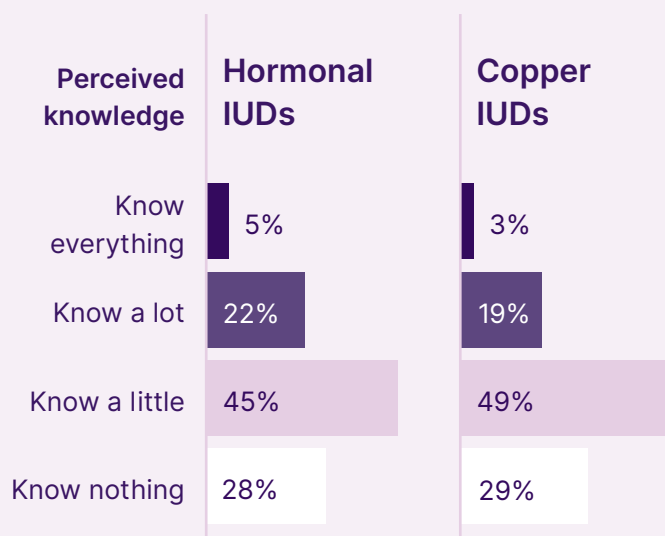 Perceived
knowledge
Hormonal
IUDs
Copper
IUDs
Know
everything
5%
3%
Know a lot
22%
19%
Know a little
45%
49%
Know nothing
28%
29%